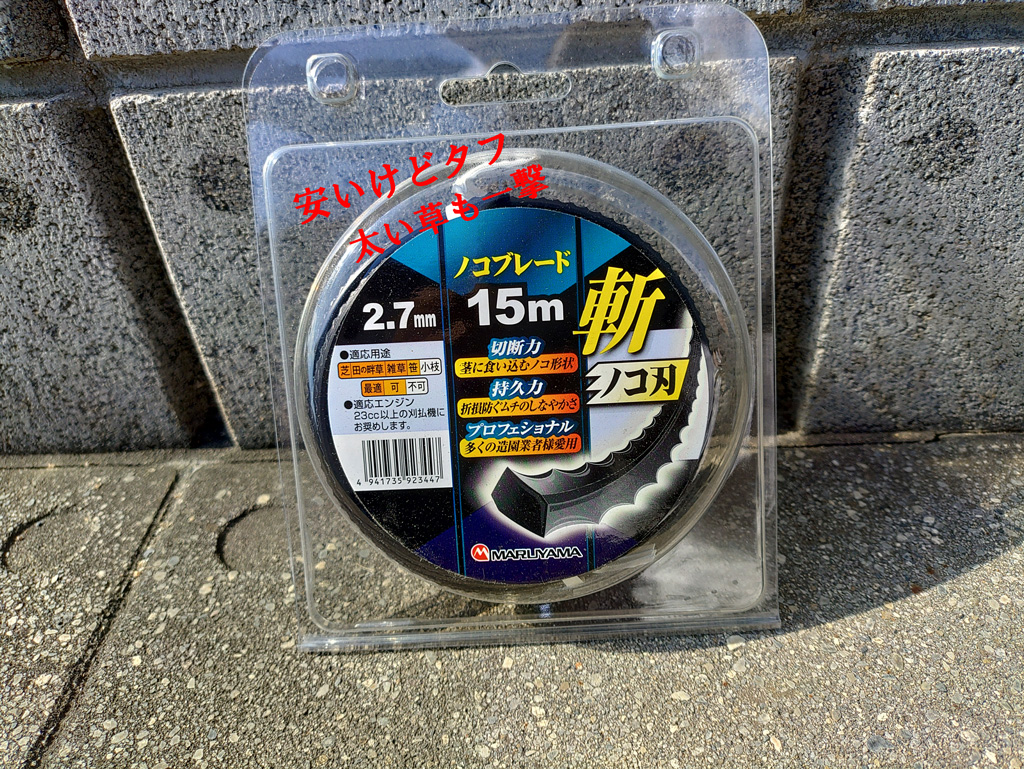 安いけどタフ
太い草も一撃
ノコブレード
2.7mm
15m
斬
ノコ刃
●適応用途
芝 田の畔草 雑草 笹 小枝
最適 可 不可
●適応エンジン
23cc以上の刈払機に
お奨めします。
4 941735 923447
切断力
茎に食い込むノコ形状
持久力
折損防ぐムチのしなやかさ
プロフェショナル
多くの造園業者様愛用
MARUYAMA